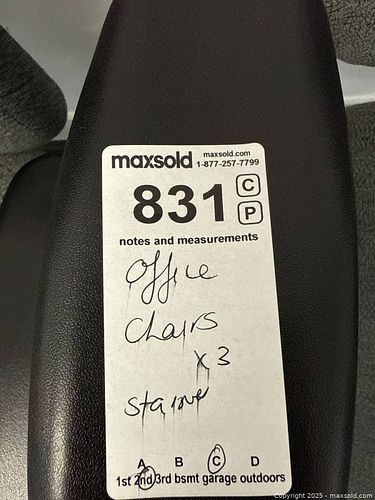 maxsold maxsold.com
1-877-257-7799
831 C
P
notes and measurements
Office
Chairs
x 3
A B C D
1st 2nd 3rd bsmt garage outdoors
Copyright 2025 - maxsold.com